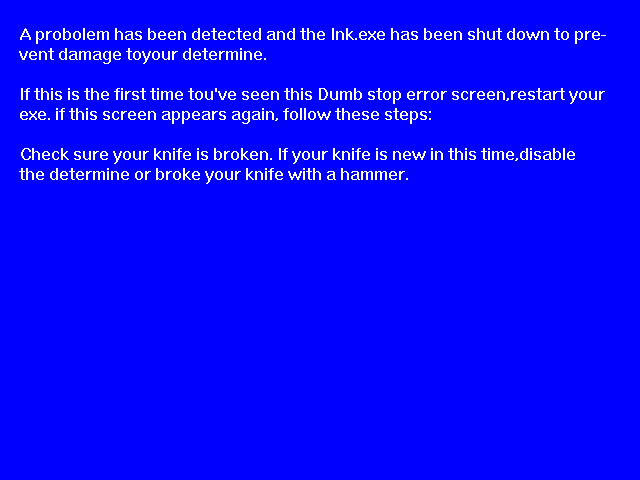 A probolem has been detected and the Ink.exe has been shut down to pre-
vent damage toyour determine.
If this is the first time tou've seen this Dumb stop error screen,restart your
exe. if this screen appears again, follow these steps:
Check sure your knife is broken. If your knife is new in this time,disable
the determine or broke your knife with a hammer.